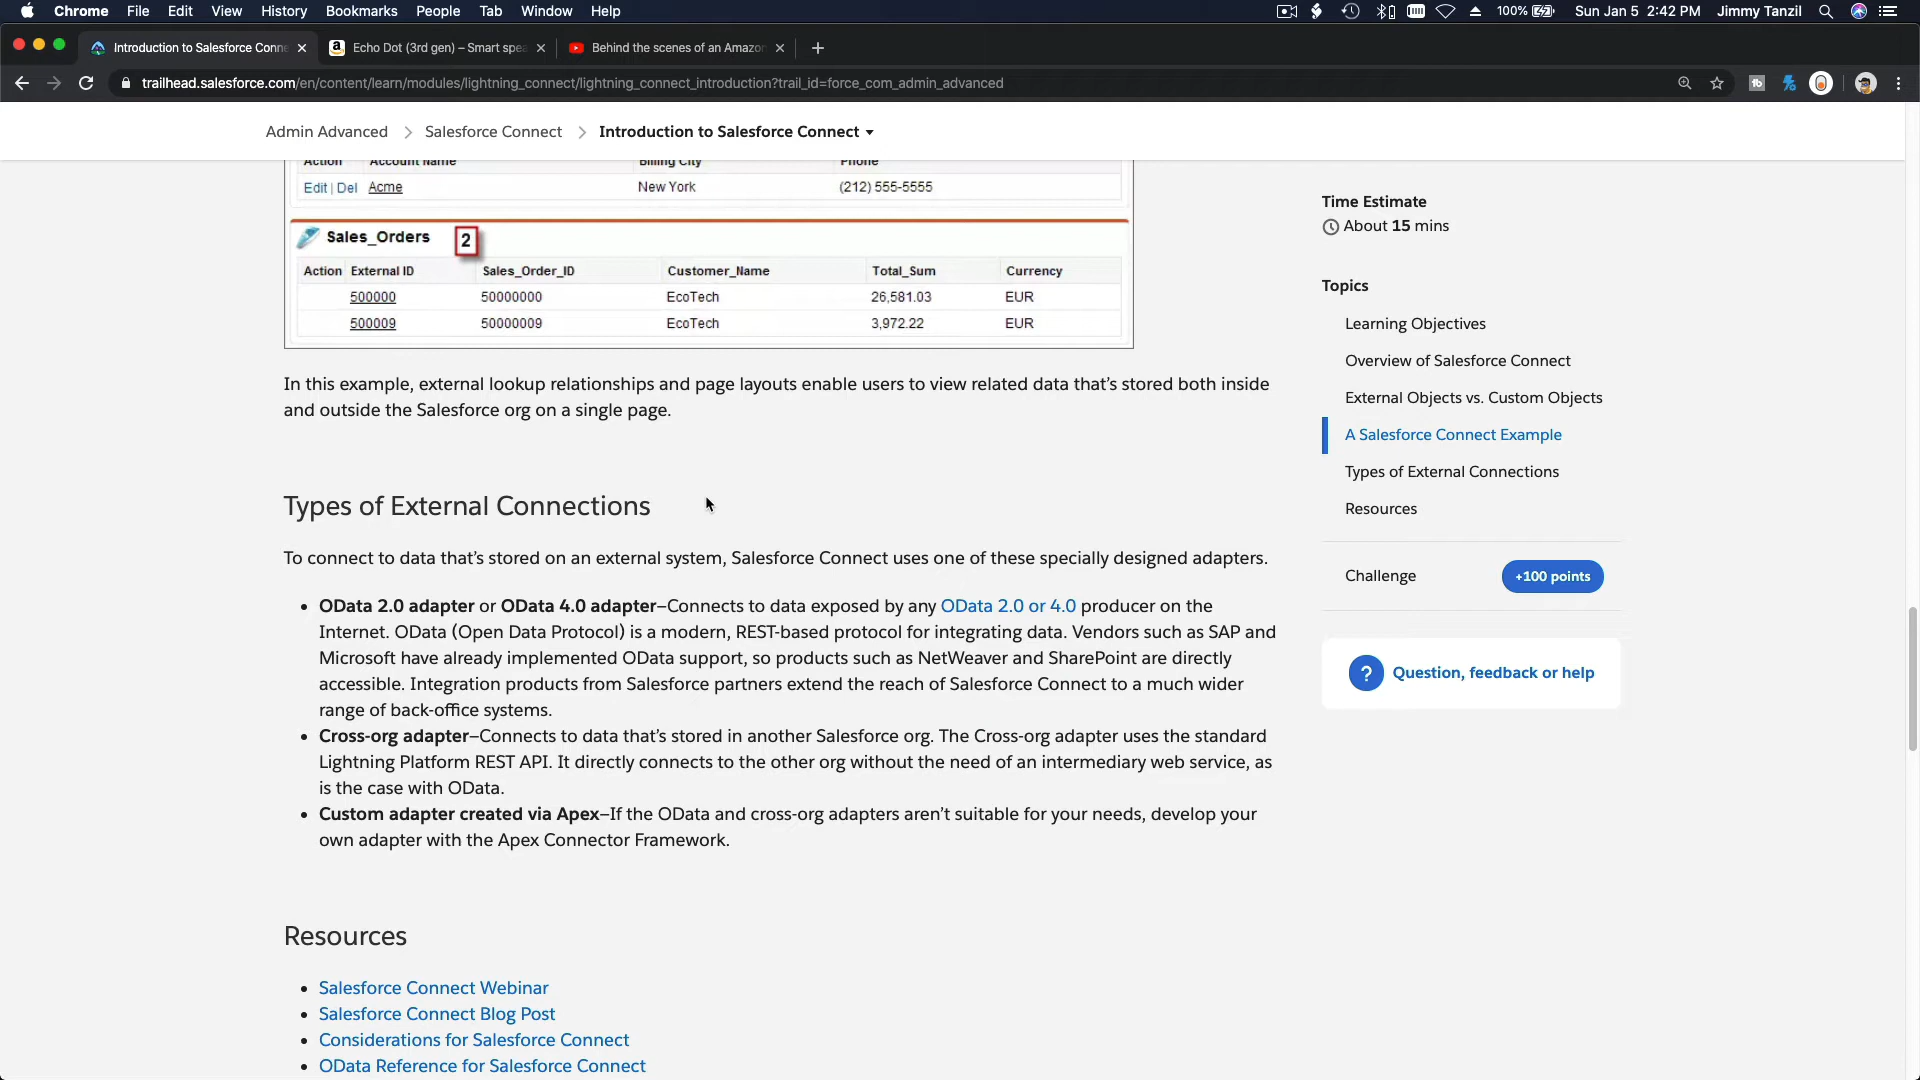 Chrome File Edit View History Bookmarks People Tab Window Help 100% Sun Jan 5 2:42 PM Jimmy Tanzil
Introduction to Salesforce Conne Echo Dot (3rd gen) – Smart spea Behind the scenes of an Amazon
trailhead.salesforce.com/en/content/learn/modules/lightning_connect/lightning_connect_introduction?trail_id=force_com_admin_advanced
Admin Advanced Salesforce Connect Introduction to Salesforce Connect
Action Account Name Billing City Phone
Edit | Del Acme New York (212) 555-5555
Sales_Orders 2
Action External ID Sales_Order_ID Customer_Name Total_Sum Currency
500000 50000000 EcoTech 26,581.03 EUR
500009 50000009 EcoTech 3,972.22 EUR
In this example, external lookup relationships and page layouts enable users to view related data that’s stored both inside
and outside the Salesforce org on a single page.
Types of External Connections
To connect to data that’s stored on an external system, Salesforce Connect uses one of these specially designed adapters.
• OData 2.0 adapter or OData 4.0 adapter—Connects to data exposed by any OData 2.0 or 4.0 producer on the
Internet. OData (Open Data Protocol) is a modern, REST-based protocol for integrating data. Vendors such as SAP and
Microsoft have already implemented OData support, so products such as NetWeaver and SharePoint are directly
accessible. Integration products from Salesforce partners extend the reach of Salesforce Connect to a much wider
range of back-office systems.
• Cross-org adapter—Connects to data that’s stored in another Salesforce org. The Cross-org adapter uses the standard
Lightning Platform REST API. It directly connects to the other org without the need of an intermediary web service, as
is the case with OData.
• Custom adapter created via Apex—If the OData and cross-org adapters aren’t suitable for your needs, develop your
own adapter with the Apex Connector Framework.
Resources
• Salesforce Connect Webinar
• Salesforce Connect Blog Post
• Considerations for Salesforce Connect
• OData Reference for Salesforce Connect
Time Estimate
About 15 mins
Topics
Learning Objectives
Overview of Salesforce Connect
External Objects vs. Custom Objects
A Salesforce Connect Example
Types of External Connections
Resources
Challenge +100 points
? Question, feedback or help